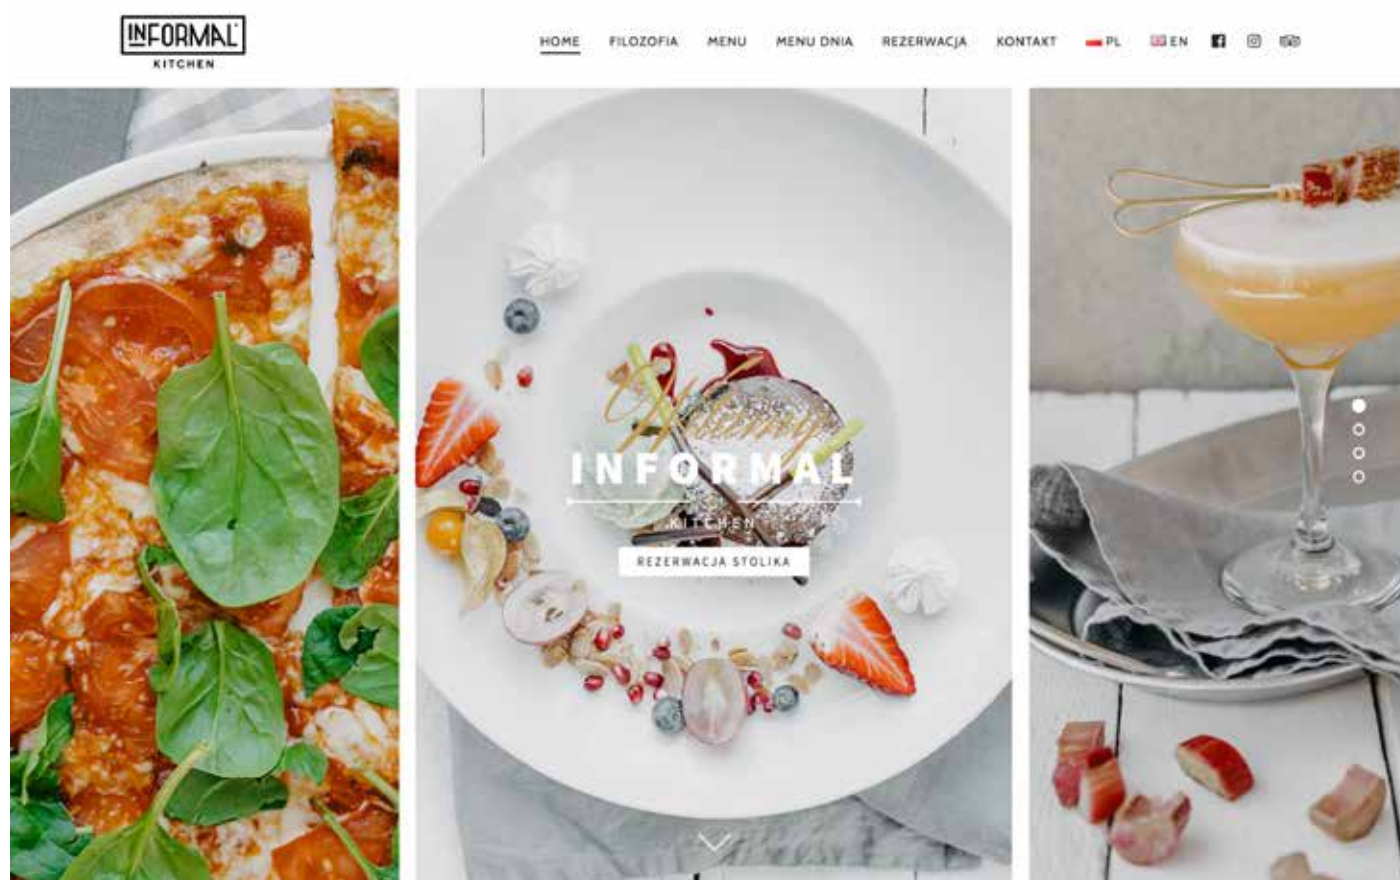 INFORMAL
KITCHEN
HOME FILOZOFIA MENU MENU DNIA REZERWACJA KONTAKT PL EN
INFORMAL
KITCHEN
REZERWACJA STOLIKA